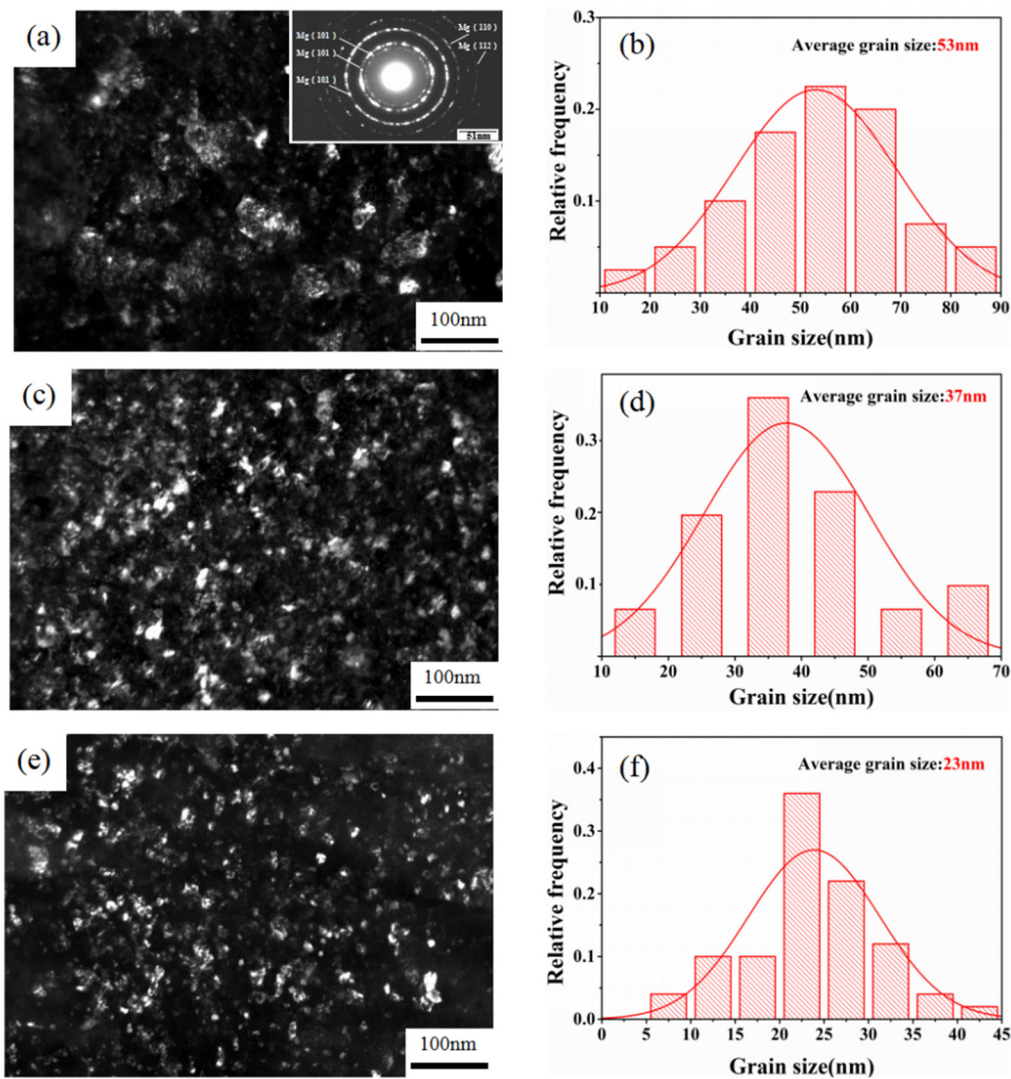 (a)
Mg{101}
Mg{101}
Mg{101}
Mg{110}
Mg{112}
51nm
100nm
(b)
Average grain size:53nm
Relative frequency
0.3
0.2
0.1
10 20 30 40 50 60 70 80 90
Grain size(nm)
(c)
100nm
(d)
Average grain size:37nm
Relative frequency
0.3
0.2
0.1
10 20 30 40 50 60 70
Grain size(nm)
(e)
100nm
(f)
Average grain size:23nm
Relative frequency
0.4
0.3
0.2
0.1
0.0
0 5 10 15 20 25 30 35 40 45
Grain size(nm)